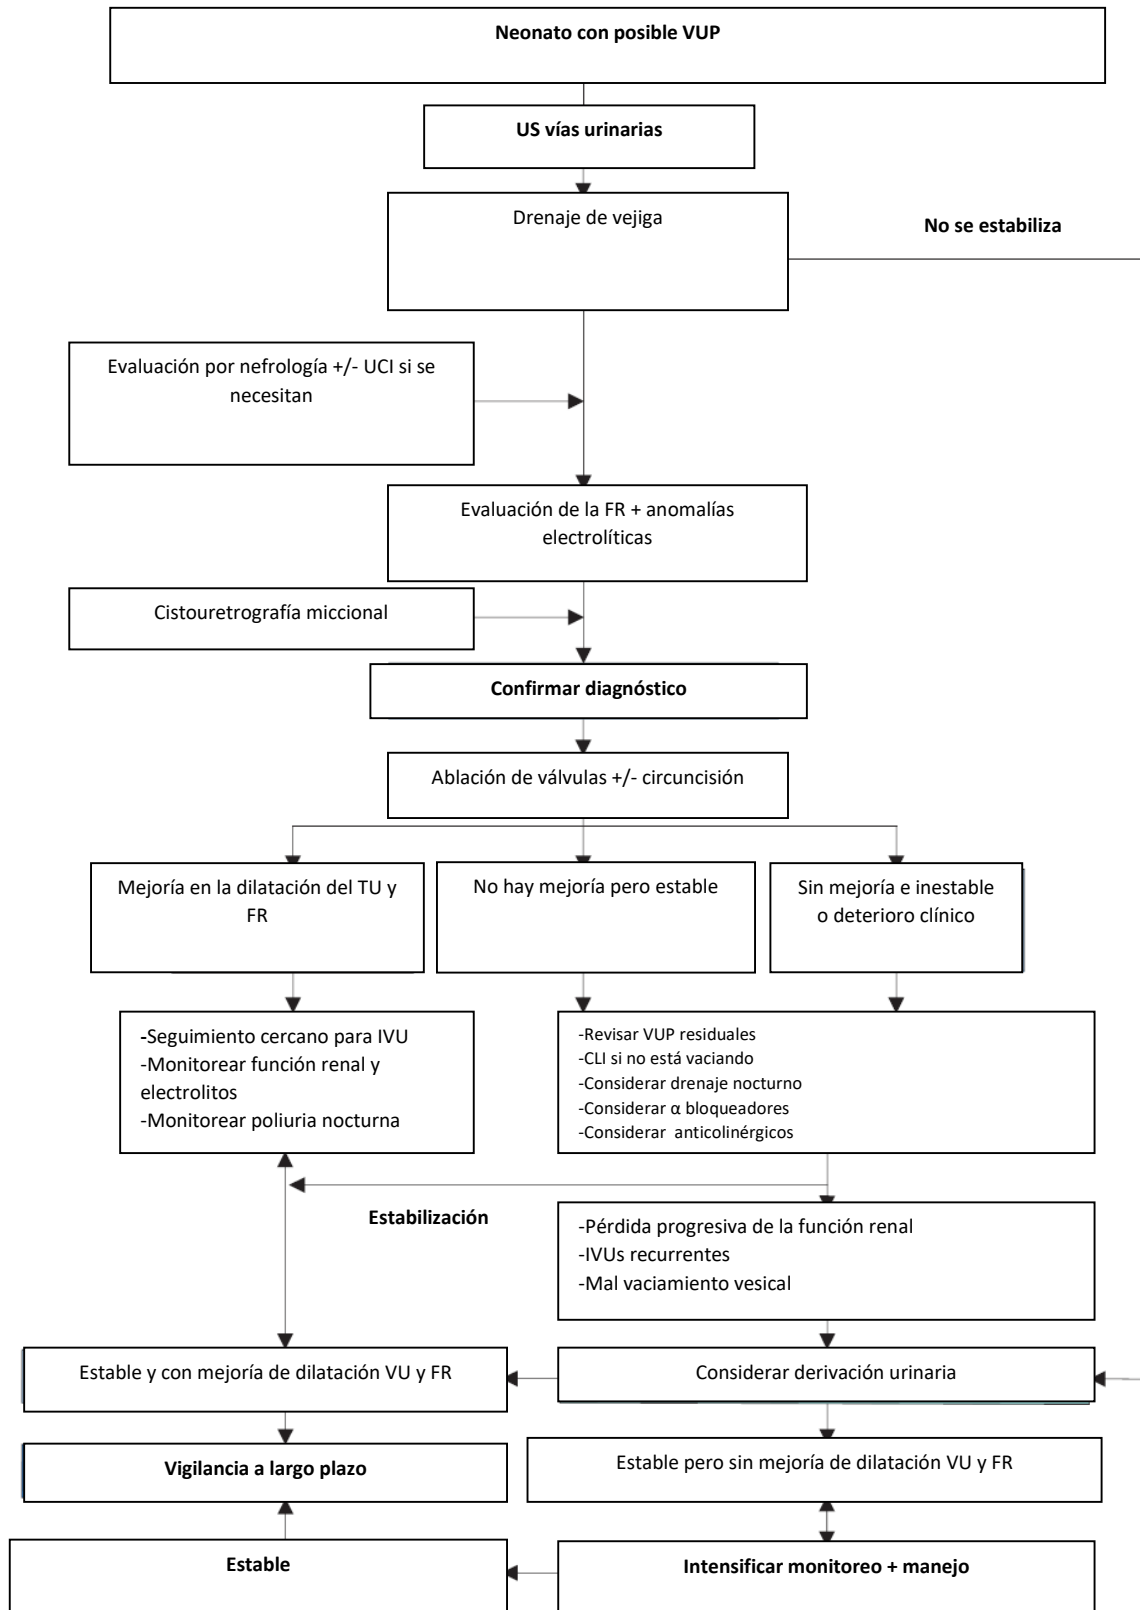 Neonato con posible VUP
US vías urinarias
Drenaje de vejiga
No se estabiliza
Evaluación por nefrología +/- UCI si se
necesitan
Evaluación de la FR + anomalías
electrolíticas
Cistouretrografía miccional
Confirmar diagnóstico
Ablación de válvulas +/- circuncisión
Mejoría en la dilatación del TU y
FR
No hay mejoría pero estable
Sin mejoría e inestable
o deterioro clínico
-Seguimiento cercano para IVU
-Monitorear función renal y
electrolitos
-Monitorear poliuria nocturna
-Revisar VUP residuales
-CLI si no está vaciando
-Considerar drenaje nocturno
-Considerar α bloqueadores
-Considerar anticolinérgicos
Estabilización
-Pérdida progresiva de la función renal
-IVUs recurrentes
-Mal vaciamiento vesical
Estable y con mejoría de dilatación VU y FR
Considerar derivación urinaria
Vigilancia a largo plazo
Estable pero sin mejoría de dilatación VU y FR
Estable
Intensificar monitoreo + manejo